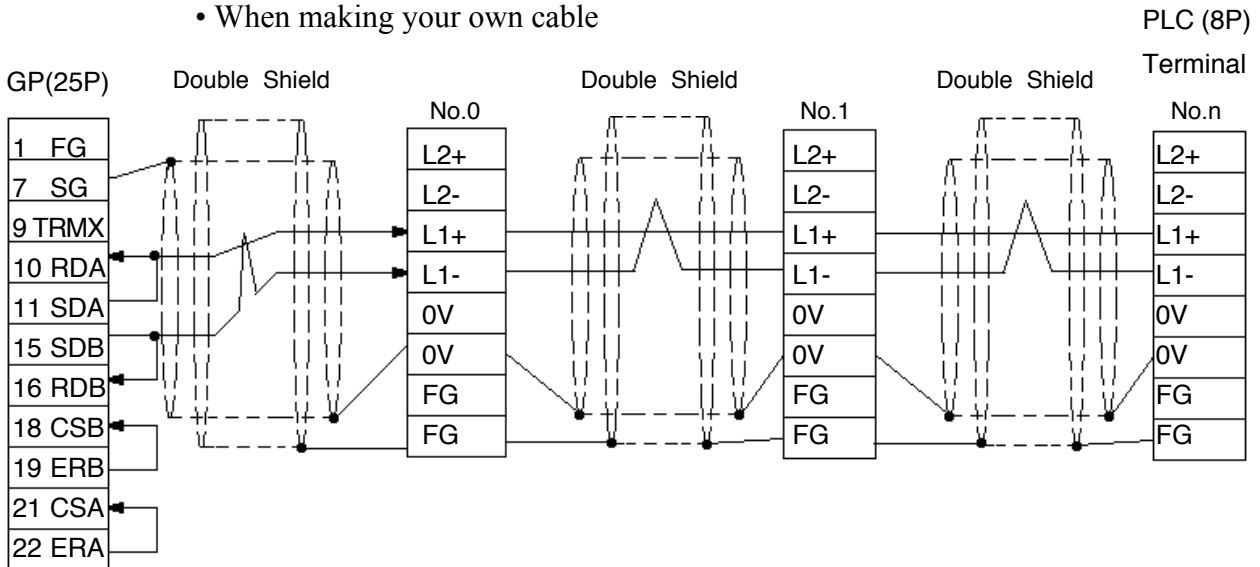 • When making your own cable
PLC (8P)
Terminal
GP(25P)
Double Shield
Double Shield
Double Shield
No.0
No.1
No.n
1 FG
7 SG
9 TRMX
10 RDA
11 SDA
15 SDB
16 RDB
18 CSB
19 ERB
21 CSA
22 ERA
L2+
L2-
L1+
L1-
0V
0V
FG
FG
L2+
L2-
L1+
L1-
0V
0V
FG
FG
L2+
L2-
L1+
L1-
0V
0V
FG
FG